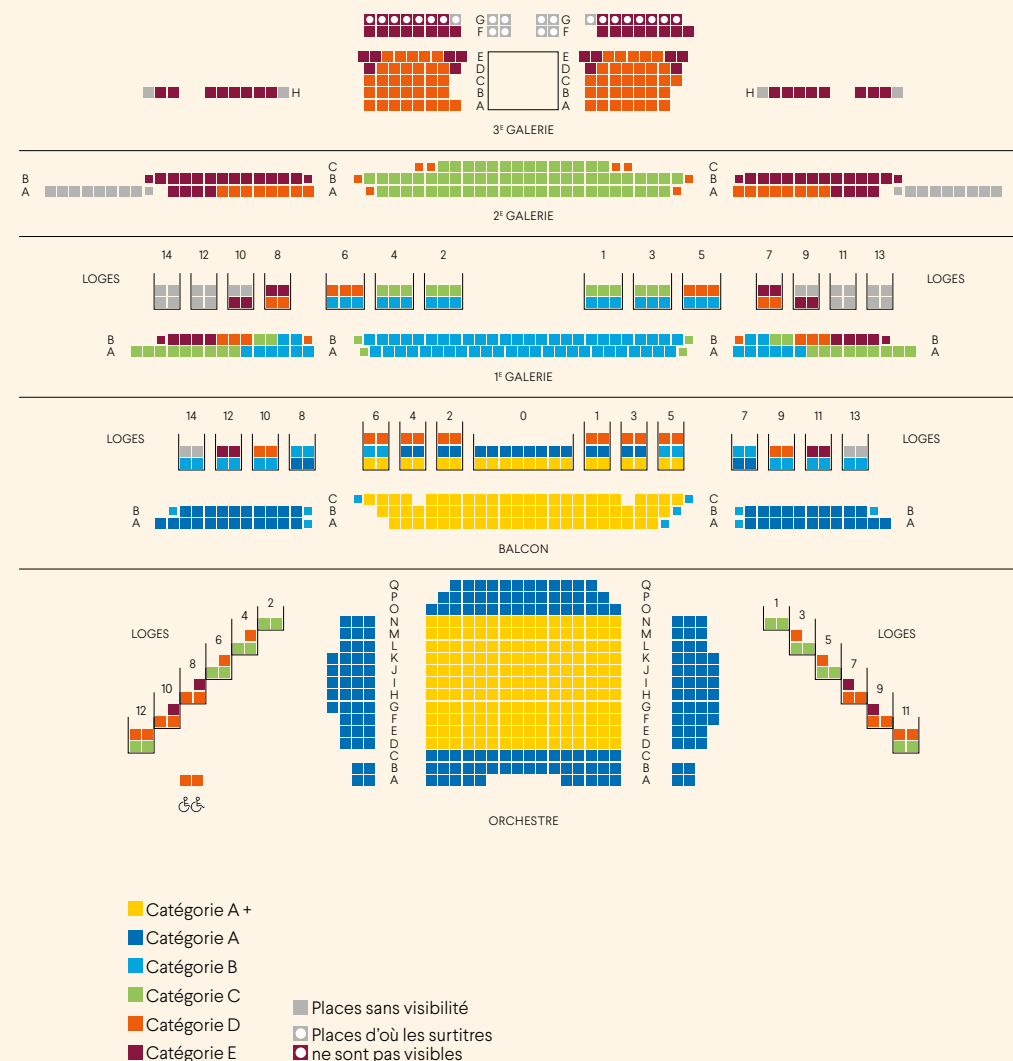 G G
F F
E E
D D
C C
H B B H
A A
3E GALERIE
C C
B B B B
A A A A
2E GALERIE
14 12 10 8 6 4 2 1 3 5 7 9 11 13
LOGES LOGES
B B B B
A A A A
1E GALERIE
14 12 10 8 6 4 2 0 1 3 5 7 9 11 13
LOGES LOGES
C C
B B B B
A A A A
BALCON
Q Q
P P
2 O O 1
4 N N 3
LOGES M M LOGES
6 L L 5
8 K K 7
J J
10 I I 9
12 H H 11
G G
F F
E E
D D
C C
B B
A A
ORCHESTRE
Catégorie A +
Catégorie A
Catégorie B
Catégorie C
Catégorie D
Catégorie E
Places sans visibilité
Places d'où les surtitres
ne sont pas visibles